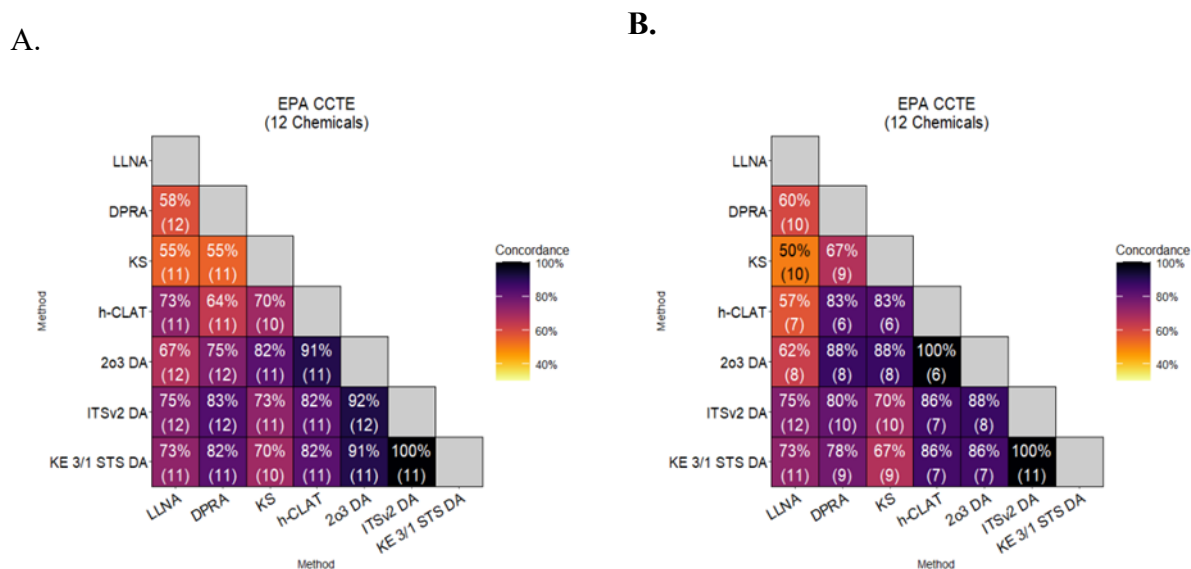 A.
EPA CCTE
(12 Chemicals)
LLNA
DPRA
58%
(12)
KS
55% 55%
(11) (11)
h-CLAT
73% 64% 70%
(11) (11) (10)
2o3 DA
67% 75% 82% 91%
(12) (12) (11) (11)
ITSv2 DA
75% 83% 73% 82% 92%
(12) (12) (11) (11) (12)
KE 3/1 STS DA
73% 82% 70% 82% 91% 100%
(11) (11) (10) (11) (11) (11)
LLNA DPRA KS h-CLAT 2o3 DA ITSv2 DA KE 3/1 STS DA
Method
Method
Concordance
100%
80%
60%
40%
B.
EPA CCTE
(12 Chemicals)
LLNA
DPRA
60%
(10)
KS
50% 67%
(10) (9)
h-CLAT
57% 83% 83%
(7) (6) (6)
2o3 DA
62% 88% 88% 100%
(8) (8) (8) (6)
ITSv2 DA
75% 80% 70% 86% 88%
(12) (10) (10) (7) (8)
KE 3/1 STS DA
73% 78% 67% 86% 86% 100%
(11) (9) (9) (7) (7) (11)
LLNA DPRA KS h-CLAT 2o3 DA ITSv2 DA KE 3/1 STS DA
Method
Method
Concordance
100%
80%
60%
40%